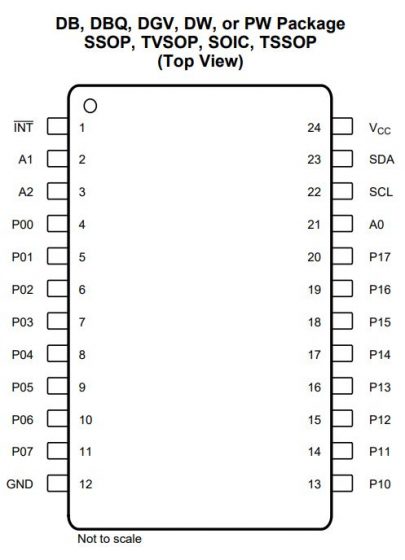 DB, DBQ, DGV, DW, or PW Package
SSOP, TVSOP, SOIC, TSSOP
(Top View)
INT 1 24 VCC
A1 2 23 SDA
A2 3 22 SCL
P00 4 21 A0
P01 5 20 P17
P02 6 19 P16
P03 7 18 P15
P04 8 17 P14
P05 9 16 P13
P06 10 15 P12
P07 11 14 P11
GND 12 13 P10
Not to scale